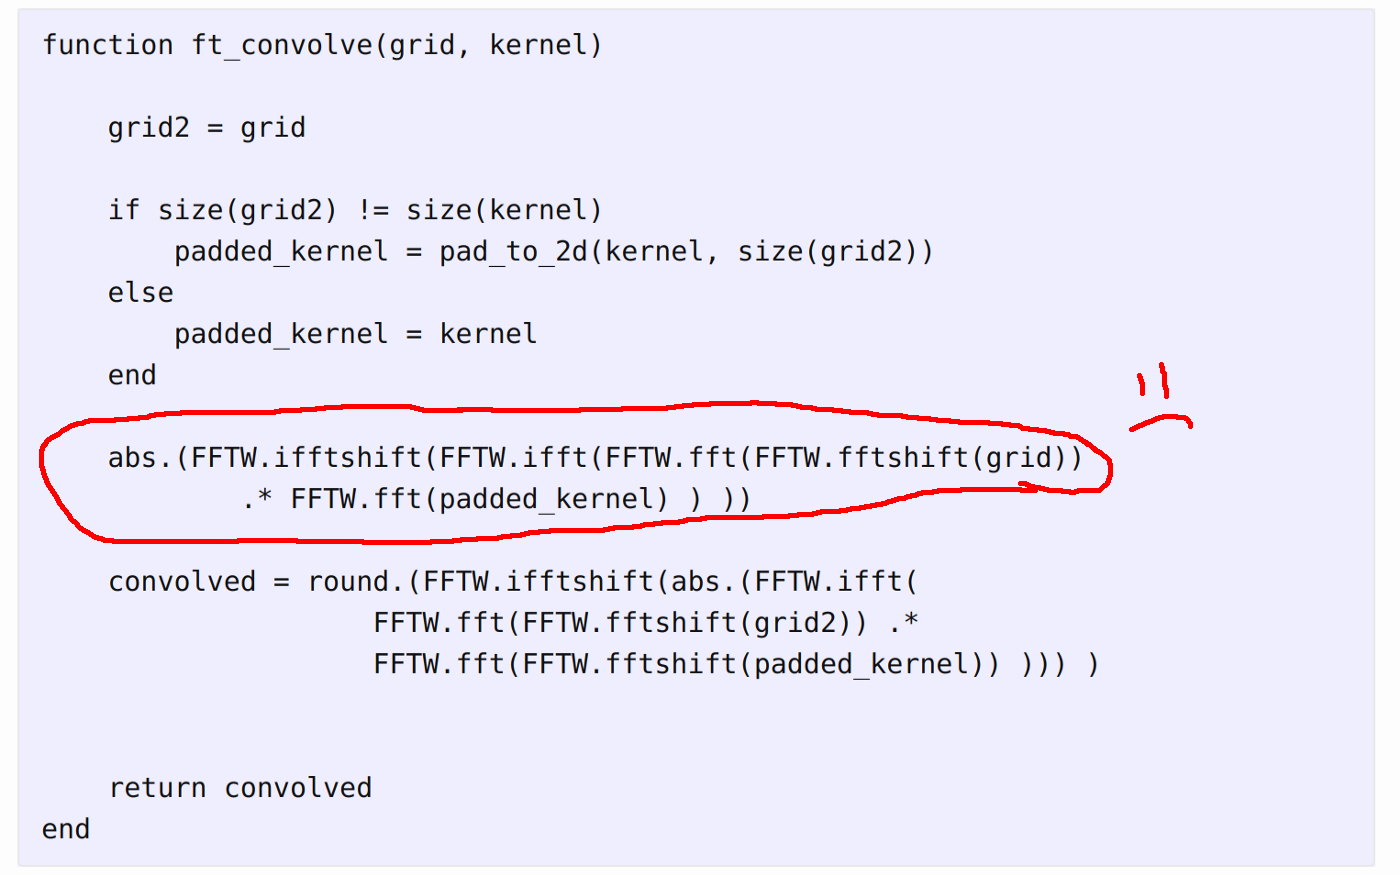 function ft_convolve(grid, kernel)
grid2 = grid
if size(grid2) != size(kernel)
padded_kernel = pad_to_2d(kernel, size(grid2))
else
padded_kernel = kernel
end
abs.(FFTW.ifftshift(FFTW.ifft(FFTW.fft(FFTW.fftshift(grid))
.* FFTW.fft(padded_kernel) ) ))
convolved = round.(FFTW.ifftshift(abs.(FFTW.ifft(
FFTW.fft(FFTW.fftshift(grid2)) .*
FFTW.fft(FFTW.fftshift(padded_kernel)) ))) )
return convolved
end